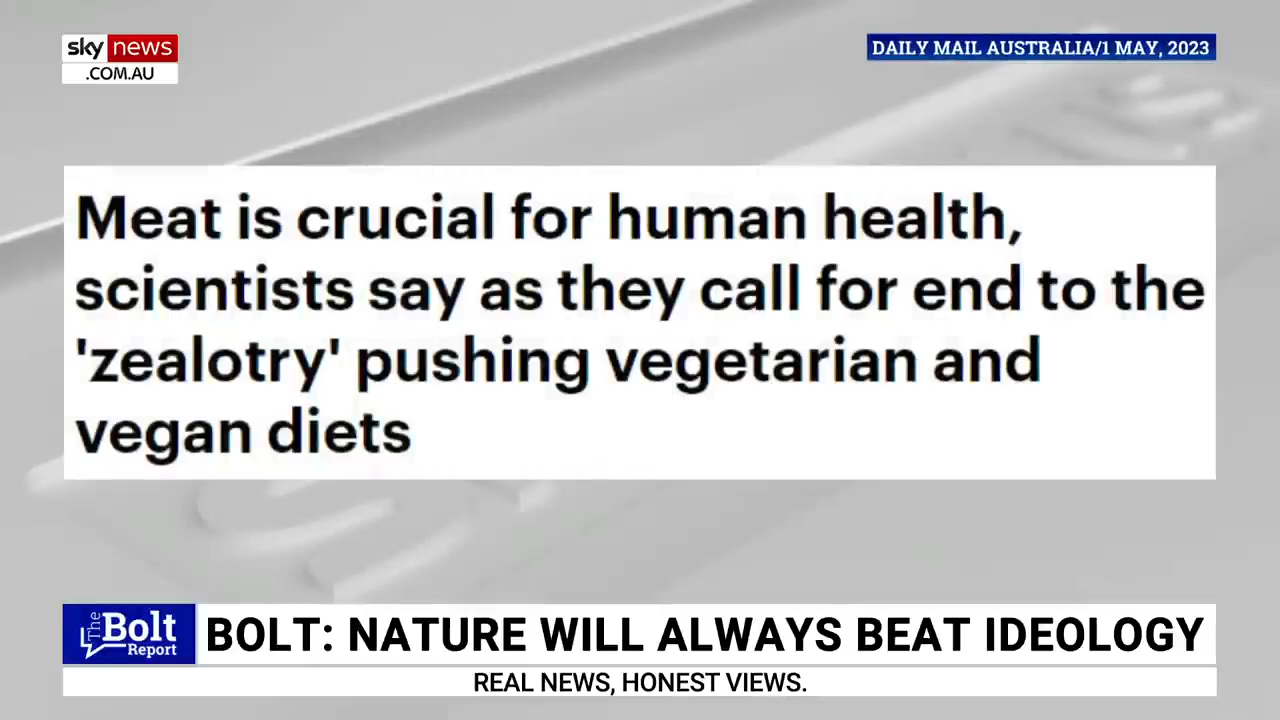 sky news
.COM.AU
DAILY MAIL AUSTRALIA/1 MAY, 2023
Meat is crucial for human health,
scientists say as they call for end to the
'zealotry' pushing vegetarian and
vegan diets
The Bolt Report
BOLT: NATURE WILL ALWAYS BEAT IDEOLOGY
REAL NEWS, HONEST VIEWS.